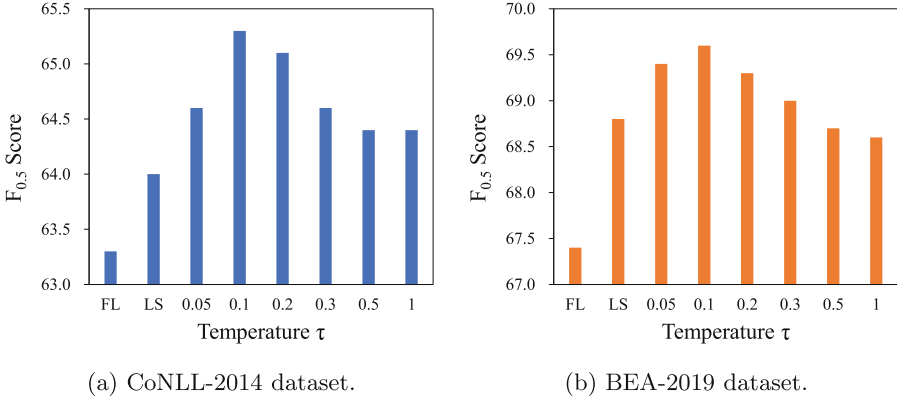 65.5
65.0
64.5
64.0
63.5
63.0
F0.5 Score
FL LS 0.05 0.1 0.2 0.3 0.5 1
Temperature τ
(a) CoNLL-2014 dataset.
70.0
69.5
69.0
68.5
68.0
67.5
67.0
F0.5 Score
FL LS 0.05 0.1 0.2 0.3 0.5 1
Temperature τ
(b) BEA-2019 dataset.